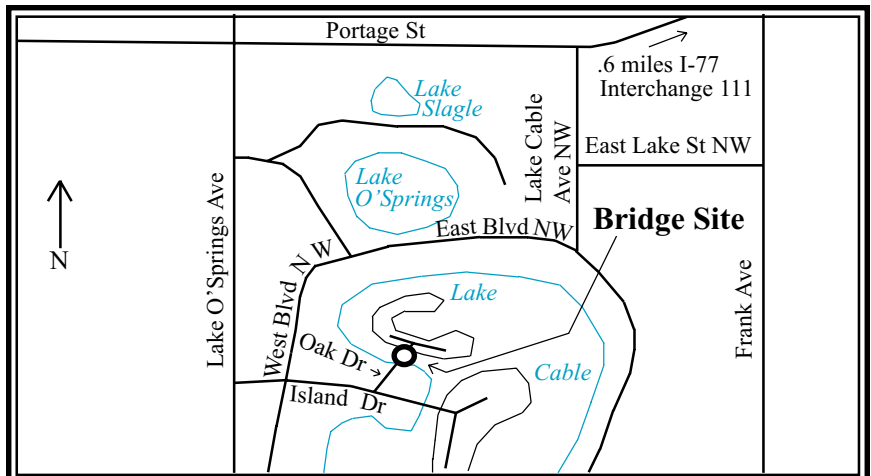 Portage St
.6 miles I-77
Interchange 111
Lake
Slagle
Lake Cable
Ave NW
East Lake St NW
Lake
O'Springs
East Blvd NW
Bridge Site
N
Lake O'Springs Ave
West Blvd N W
Lake
Frank Ave
Oak Dr
Cable
Island Dr